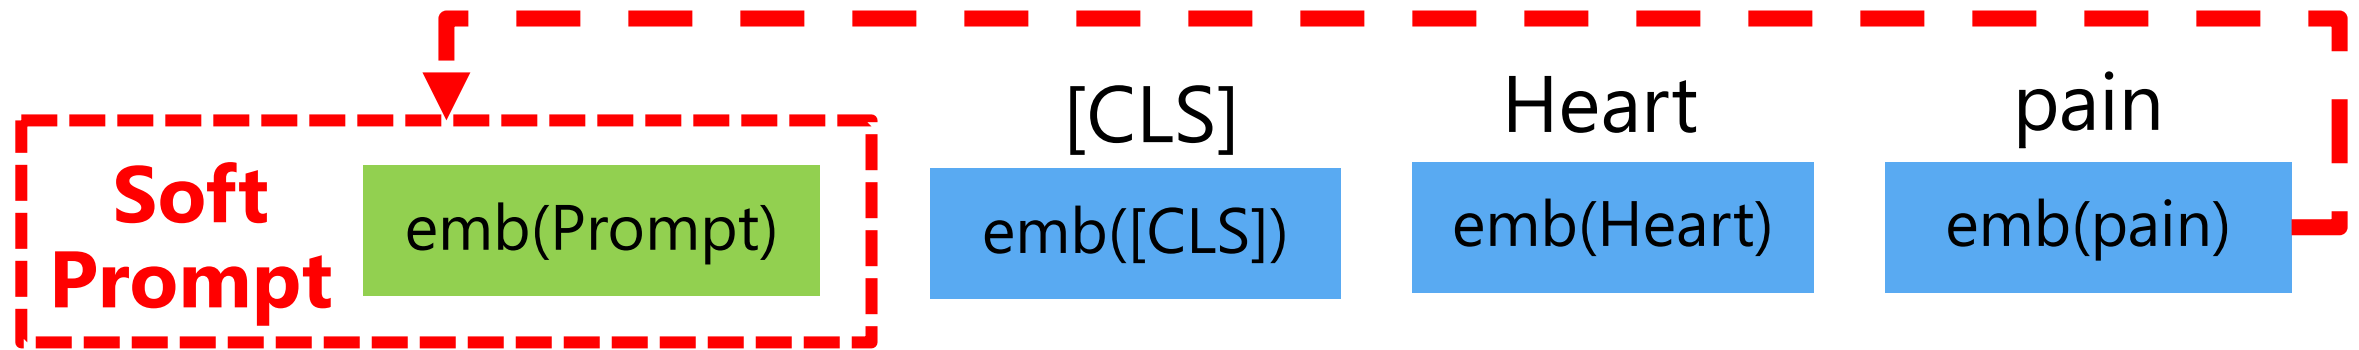 [CLS] Heart pain
Soft
Prompt
emb(Prompt) emb([CLS]) emb(Heart) emb(pain)